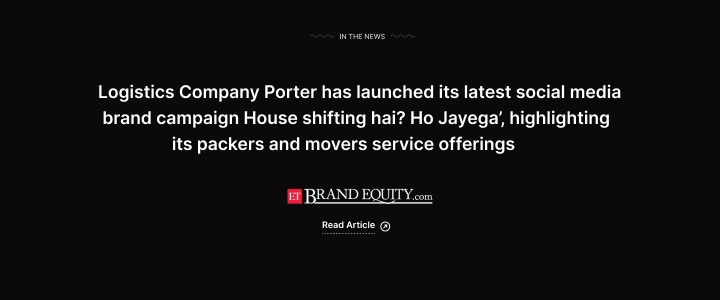 IN THE NEWS
Logistics Company Porter has launched its latest social media
brand campaign House shifting hai? Ho Jayega’, highlighting
its packers and movers service offerings
ET BRAND EQUITY.com
Read Article